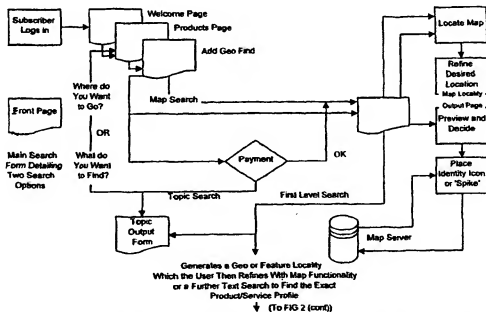 Subscriber
Logs in
Welcome Page
Products Page
Add Geo Find
Locate Map
Refine
Desired
Location
Map Locality
Output Page
Preview and
Decide
Place
Identity Icon
or 'Spike'
Where do
You Want
to Go?
Map Search
Front Page
OR
Main Search
Form Detailing
Two Search
Options
What do
You Want
to Find?
Payment
OK
Topic Search
First Level Search
Topic
Output
Form
Map Server
Generates a Geo or Feature Locality
Which the User Then Refines With Map Functionality
or a Further Text Search to Find the Exact
Product/Service Profile
(To FIG 2 (cont))